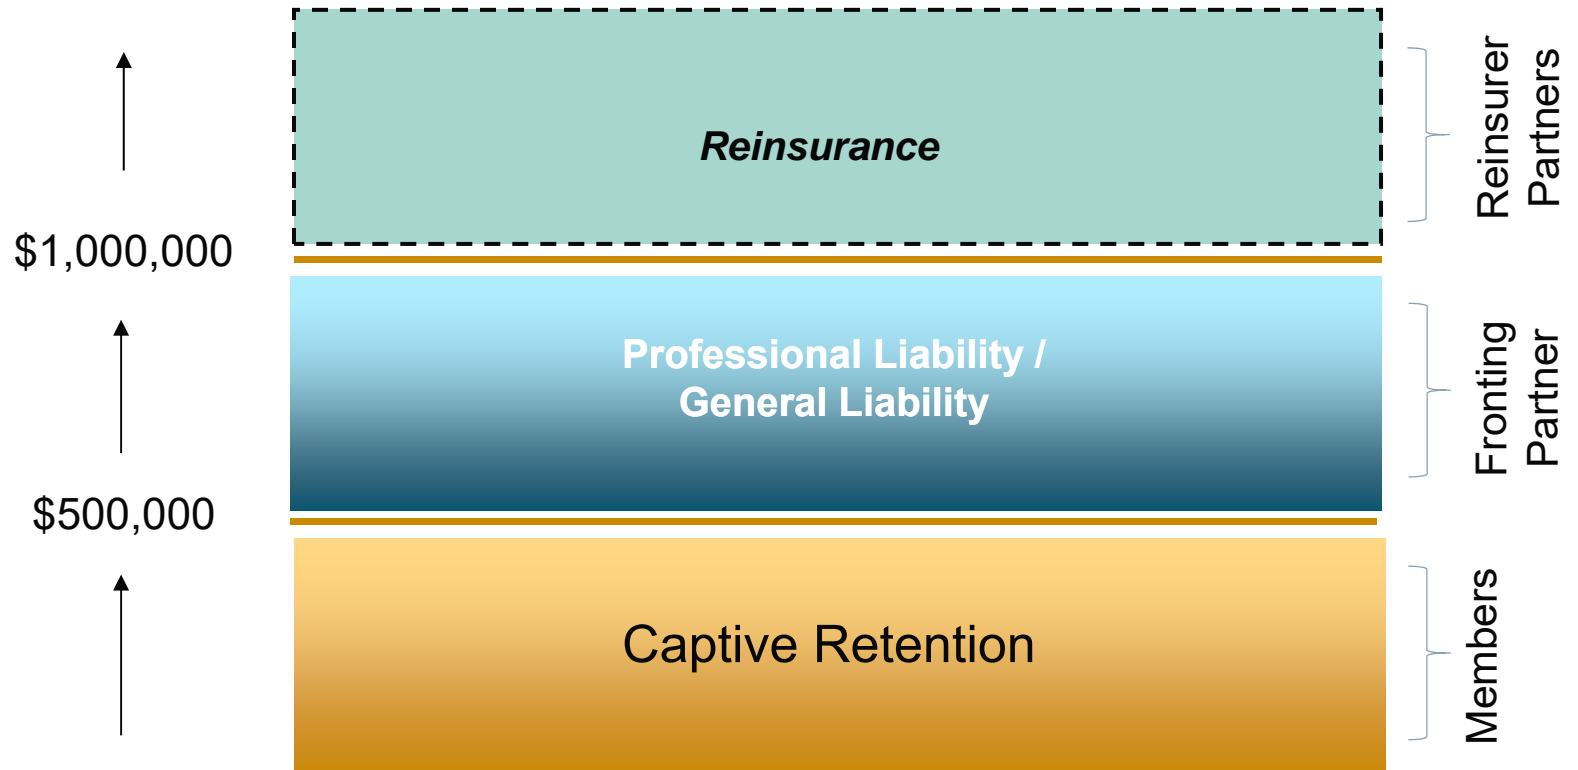 Reinsurance
Reinsurer
Partners
$1,000,000
Professional Liability /
General Liability
Fronting
Partner
$500,000
Captive Retention
Members